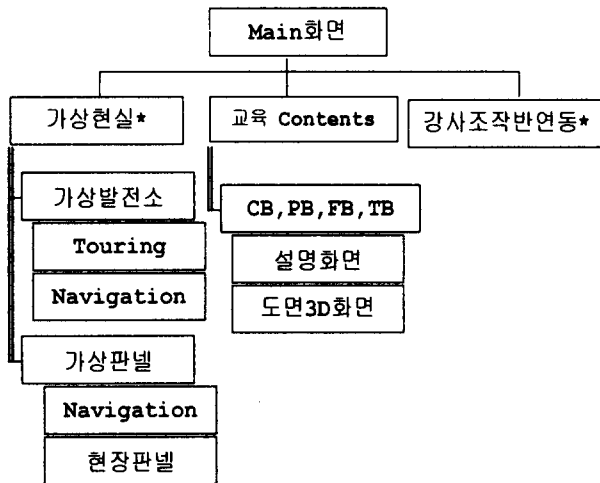 Main화면
가상현실*
교육 Contents
강사조작반연동*
가상발전소
Touring
Navigation
가상판넬
Navigation
현장판넬
CB,PB,FB,TB
설명화면
도면3D화면